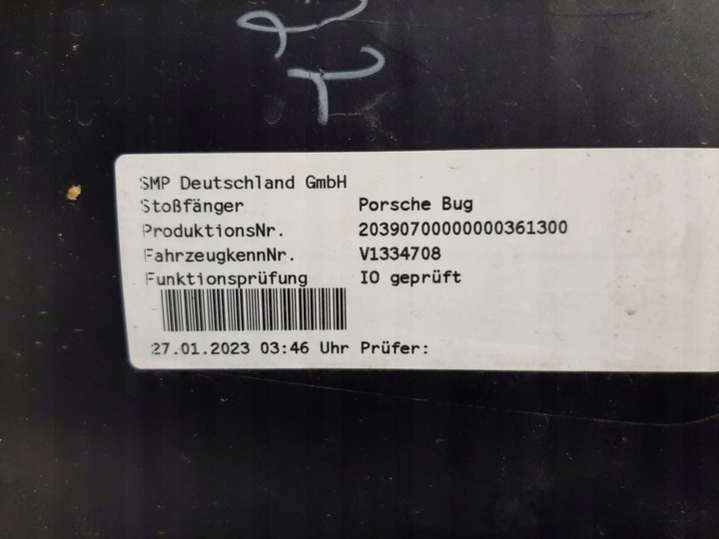 SMP Deutschland GmbH
Stoßfänger Porsche Bug
ProduktionsNr. 20390700000000361300
FahrzeugkennNr. V1334708
Funktionsprüfung IO geprüft
27.01.2023 03:46 Uhr Prüfer: